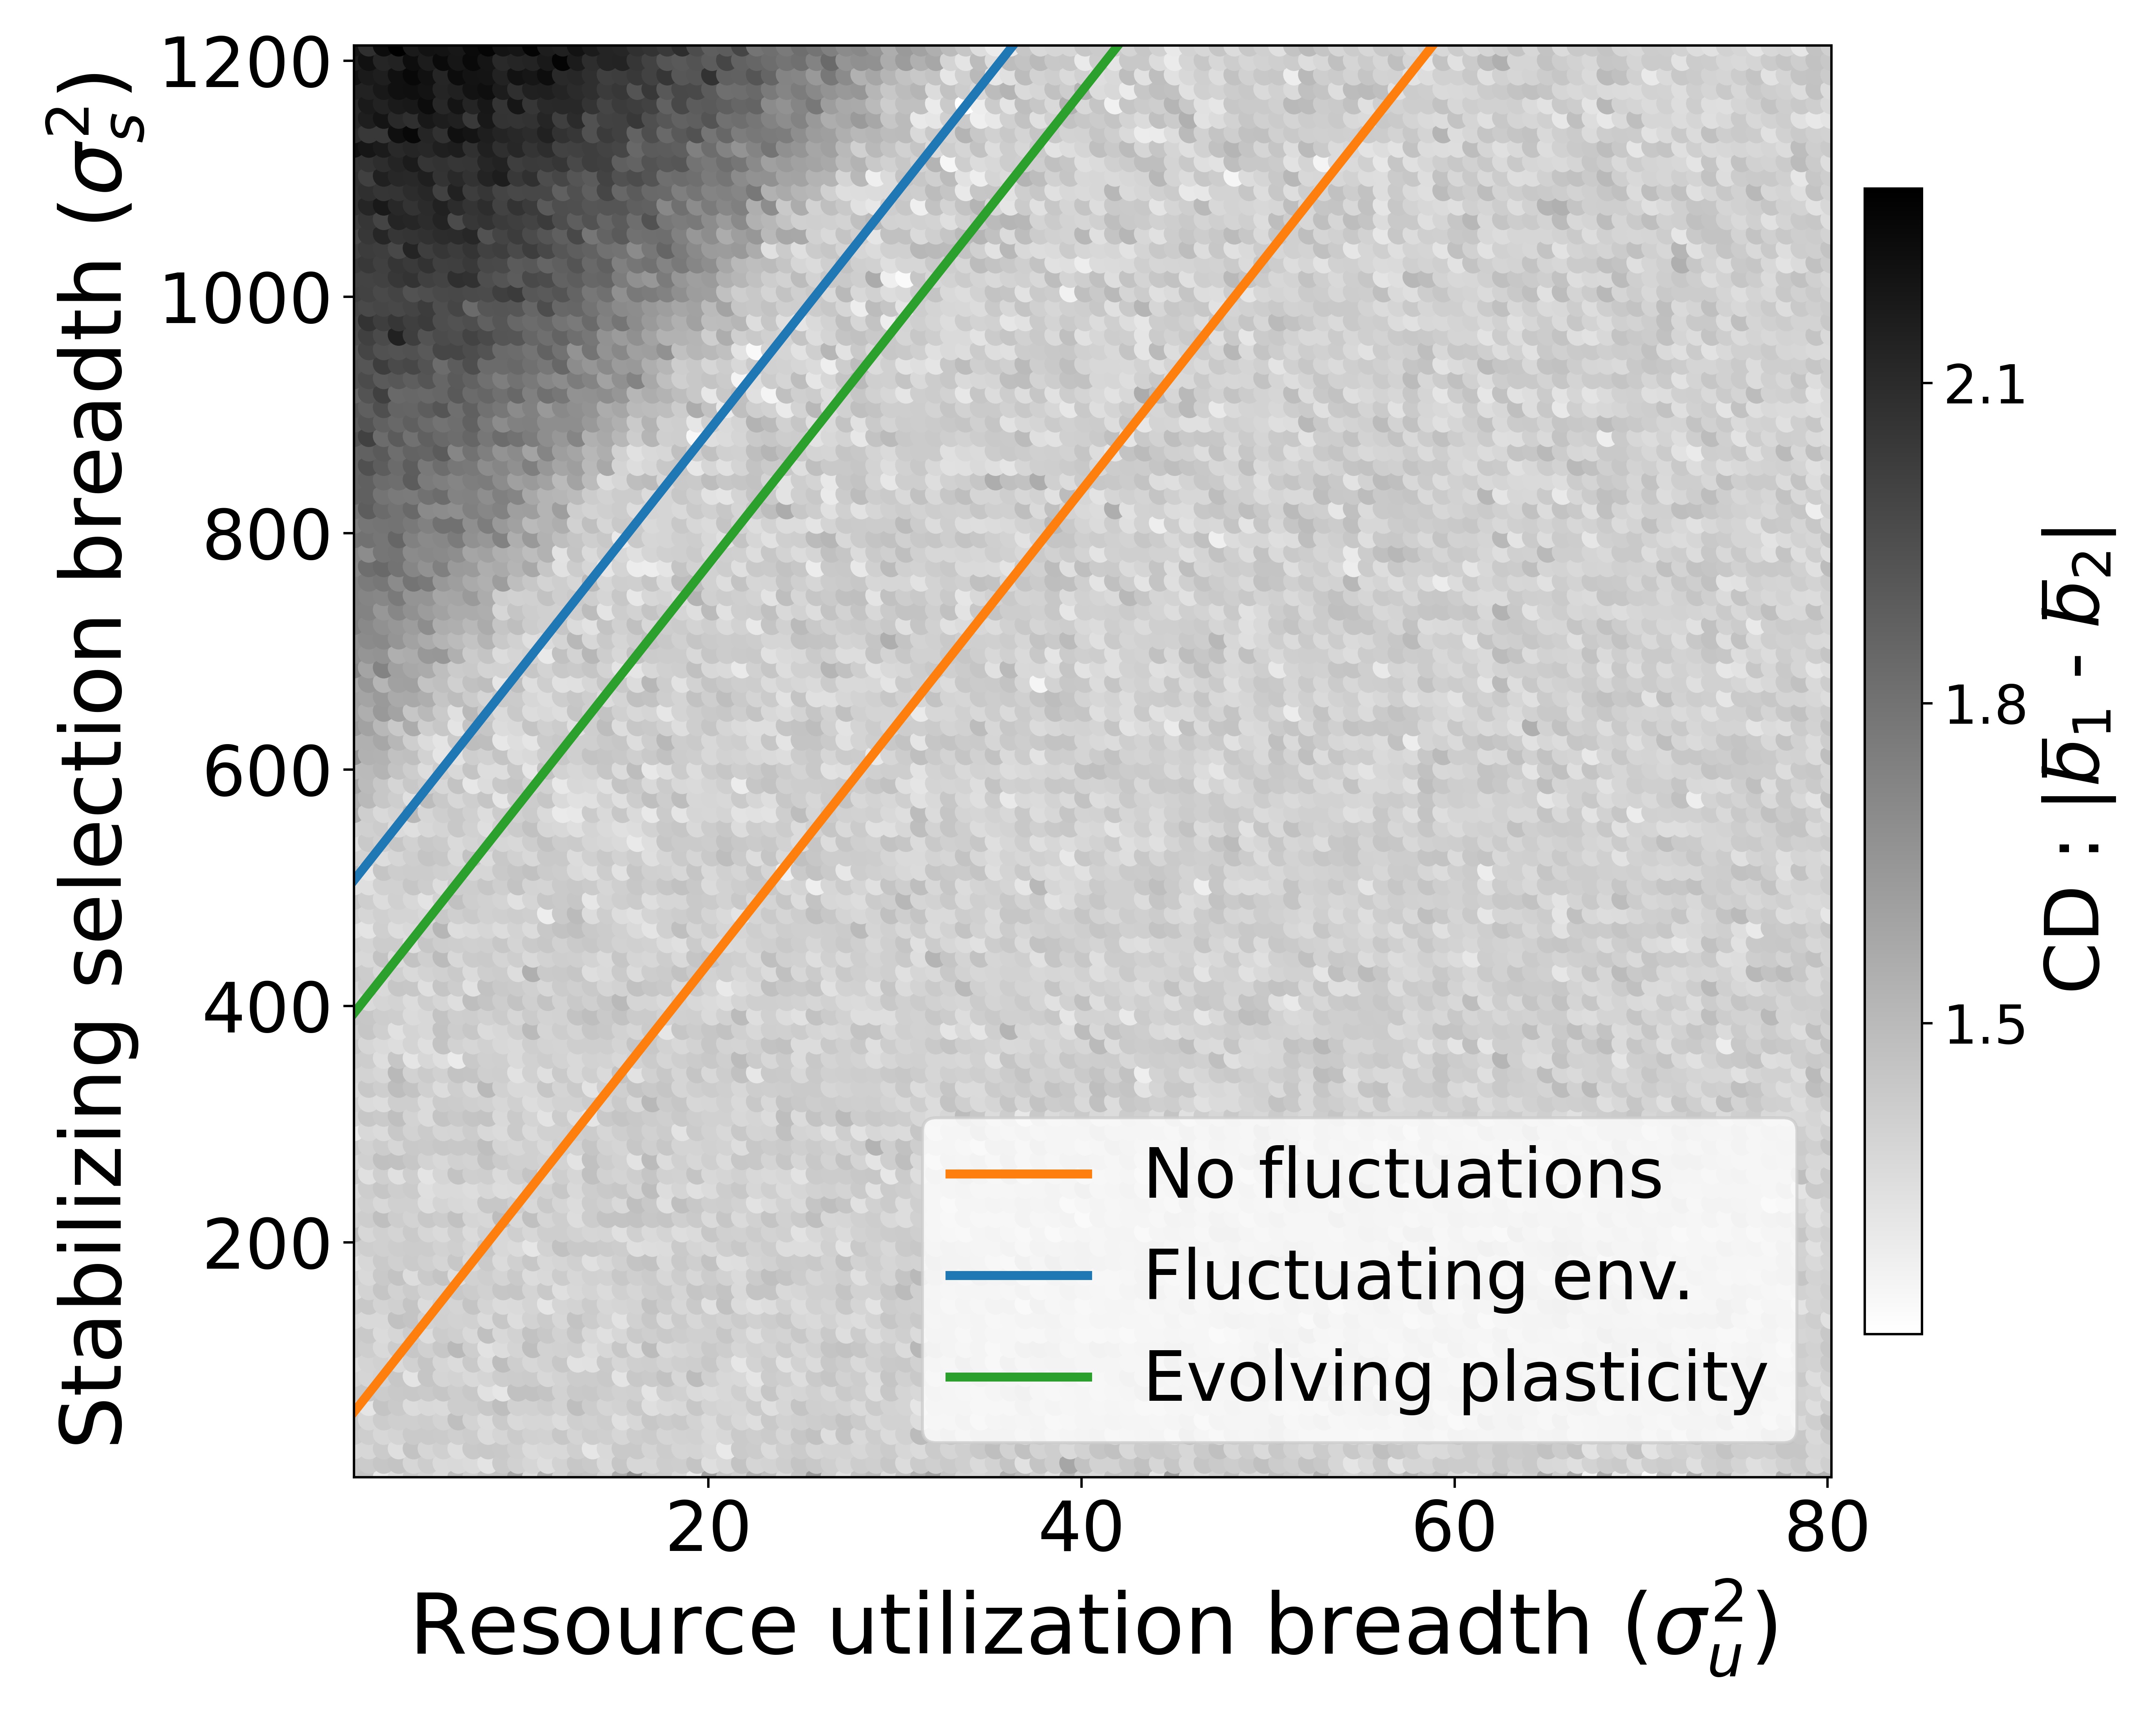 Stabilizing selection breadth (σ²ₛ)
1200
1000
800
600
400
200
20 40 60 80
Resource utilization breadth (σ²ᵤ)
No fluctuations
Fluctuating env.
Evolving plasticity
2.1
1.8
1.5
CD : |b̅₁ - b̅₂|